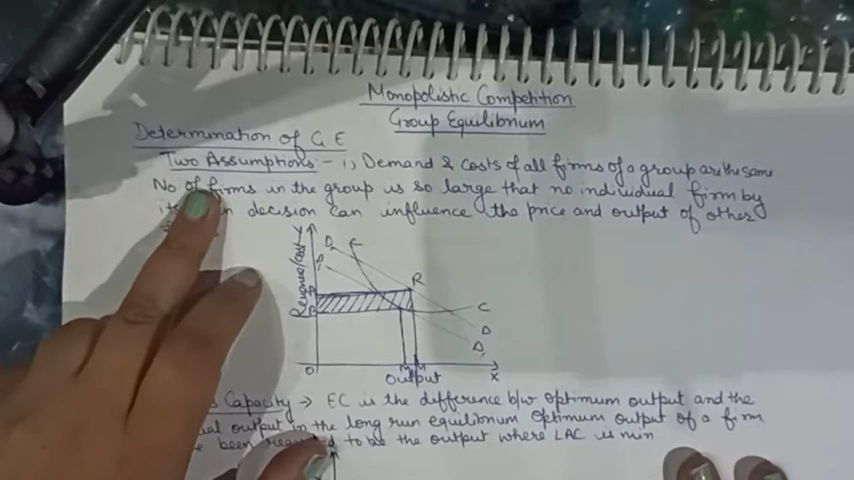 Monopolistic Competition
Group Equilibrium
Determination of G E
Two Assumptions:- i, Demand & Costs of all firms of a group are the same
No of firms in the group is so large that no individual firm by
decision can influence the price and output of other
Y
D
R
C
D
D
O
Output
X
Capacity → EC is the difference b/w optimum output and the
output in the long run equilibrium optimum output of a firm
been to be the output where LAC is min